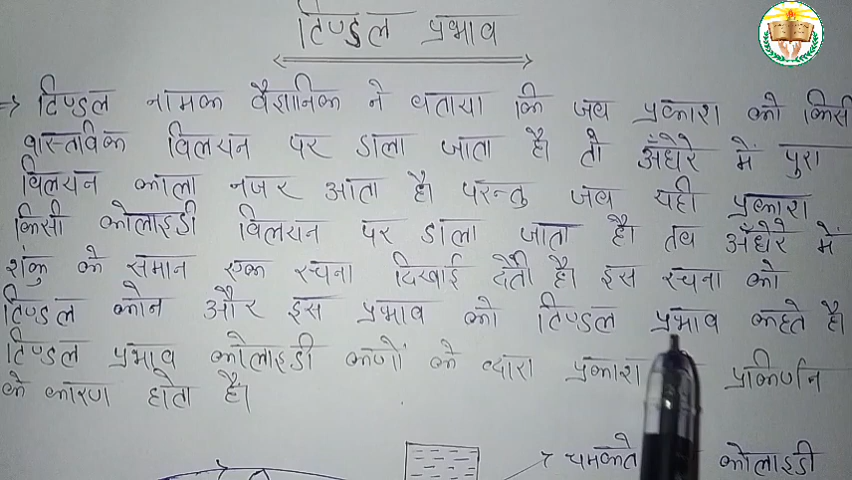 टिण्डल प्रभाव
⇒ टिण्डल नामक वैज्ञानिक ने बताया कि जब प्रकाश को किसी
वास्तविक विलयन पर डाला जाता है। तो अँधेरे में पुरा
विलयन काला नजर आता है। परन्तु जब यही प्रकाश
किसी कोलाइडी विलयन पर डाला जाता है। तब अँधेरे में
शंकु के समान एक रचना दिखाई देती है। इस रचना को
टिण्डल कोन और इस प्रभाव को टिण्डल प्रभाव कहते है।
टिण्डल प्रभाव कोलाइडी कणों के व्दारा प्रकाश प्रकिर्णन
के कारण होता है।
चमकते कोलाइडी